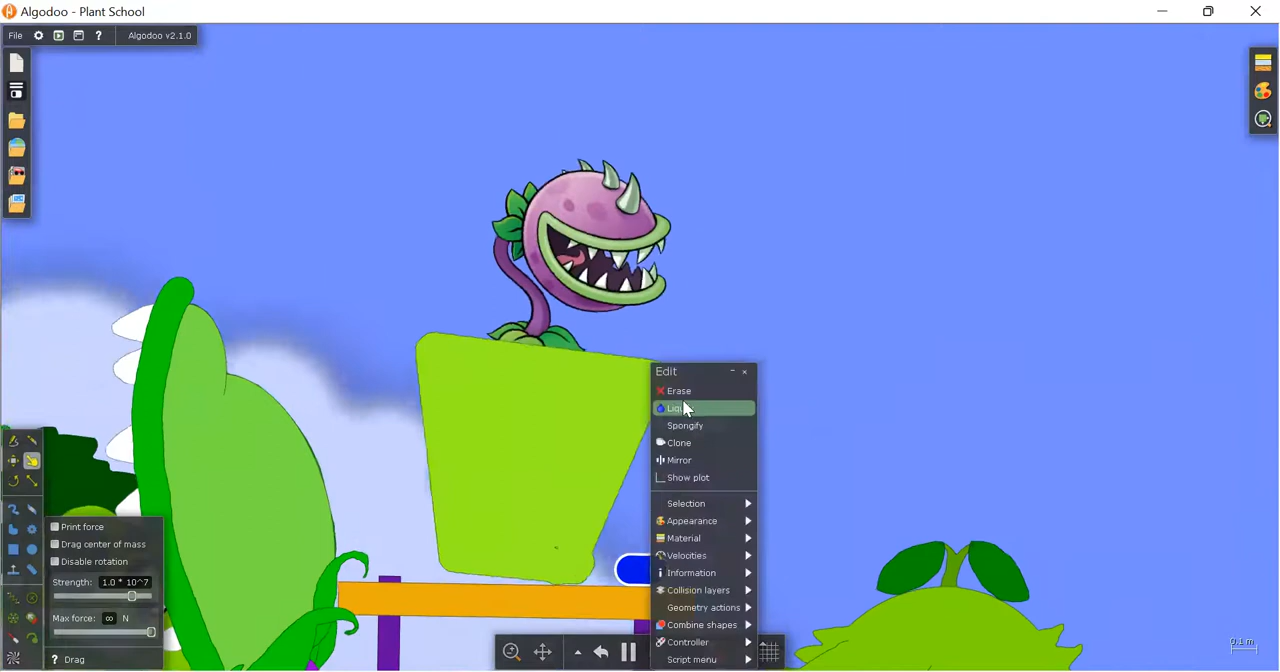 Algodoo - Plant School
File
?
Algodoo v2.1.0
Edit
Erase
Spongify
Clone
Mirror
Show plot
Selection
Appearance
Material
Velocities
Information
Collision layers
Geometry actions
Combine shapes
Controller
Script menu
Print force
Drag center of mass
Disable rotation
Strength: 1.0 * 10^7
Max force: ∞ N
? Drag
0.1 m